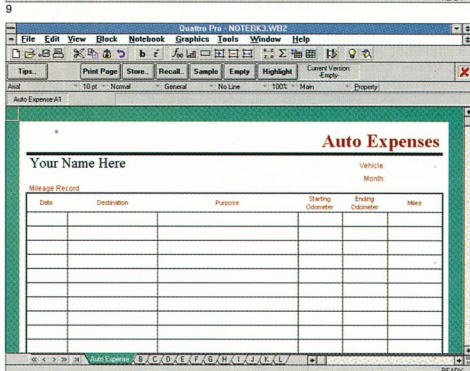 9
Quattro Pro - NOTEBK3.WB2
File Edit View Block Notebook Graphics Tools Window Help
Tips.. Print Page Store.. Recall.. Sample Empty Highlight Current Version: -Empty-
Arial 10 pt Normal General No Line 100% Main Property
Auto Expense:A1
Auto Expenses
Your Name Here Vehicle:
Month:
Mileage Record
Date Destination Purpose Starting Odometer Ending Odometer Miles
Auto Expense B C D E F G H I J K L
READY